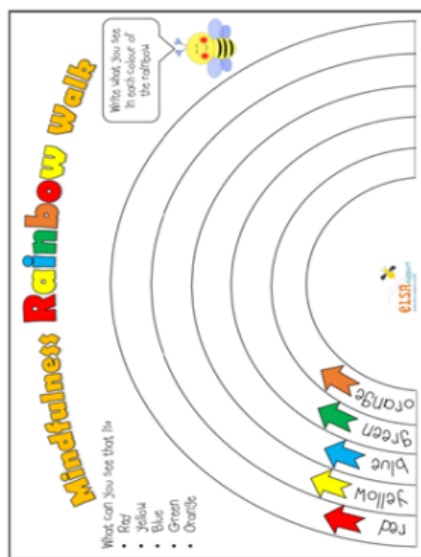 Mindfulness Rainbow Walk
What can you see that is:
• Red
• Yellow
• Blue
• Green
• Orange
Write what you see
in each colour of
the rainbow
red
yellow
blue
green
orange
eLSA support